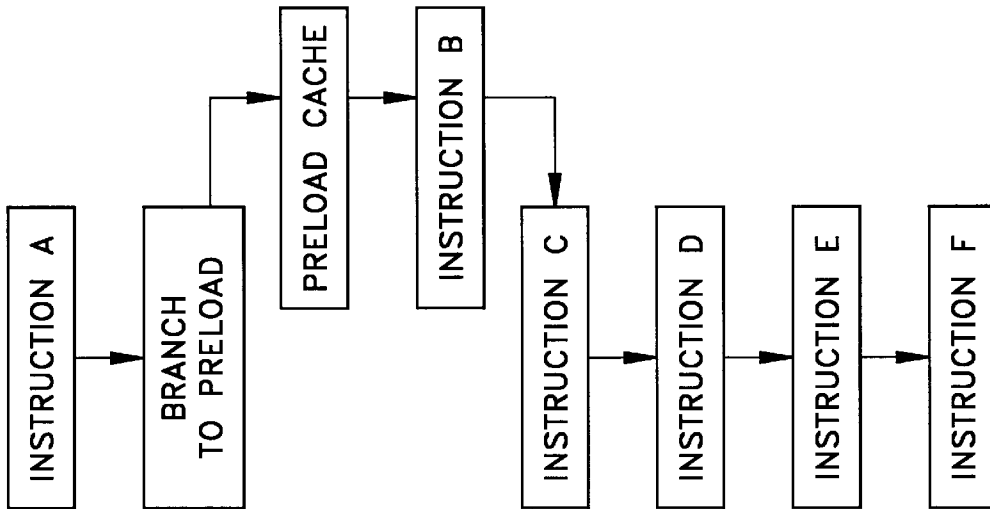 INSTRUCTION A
BRANCH
TO PRELOAD
PRELOAD CACHE
INSTRUCTION B
INSTRUCTION C
INSTRUCTION D
INSTRUCTION E
INSTRUCTION F